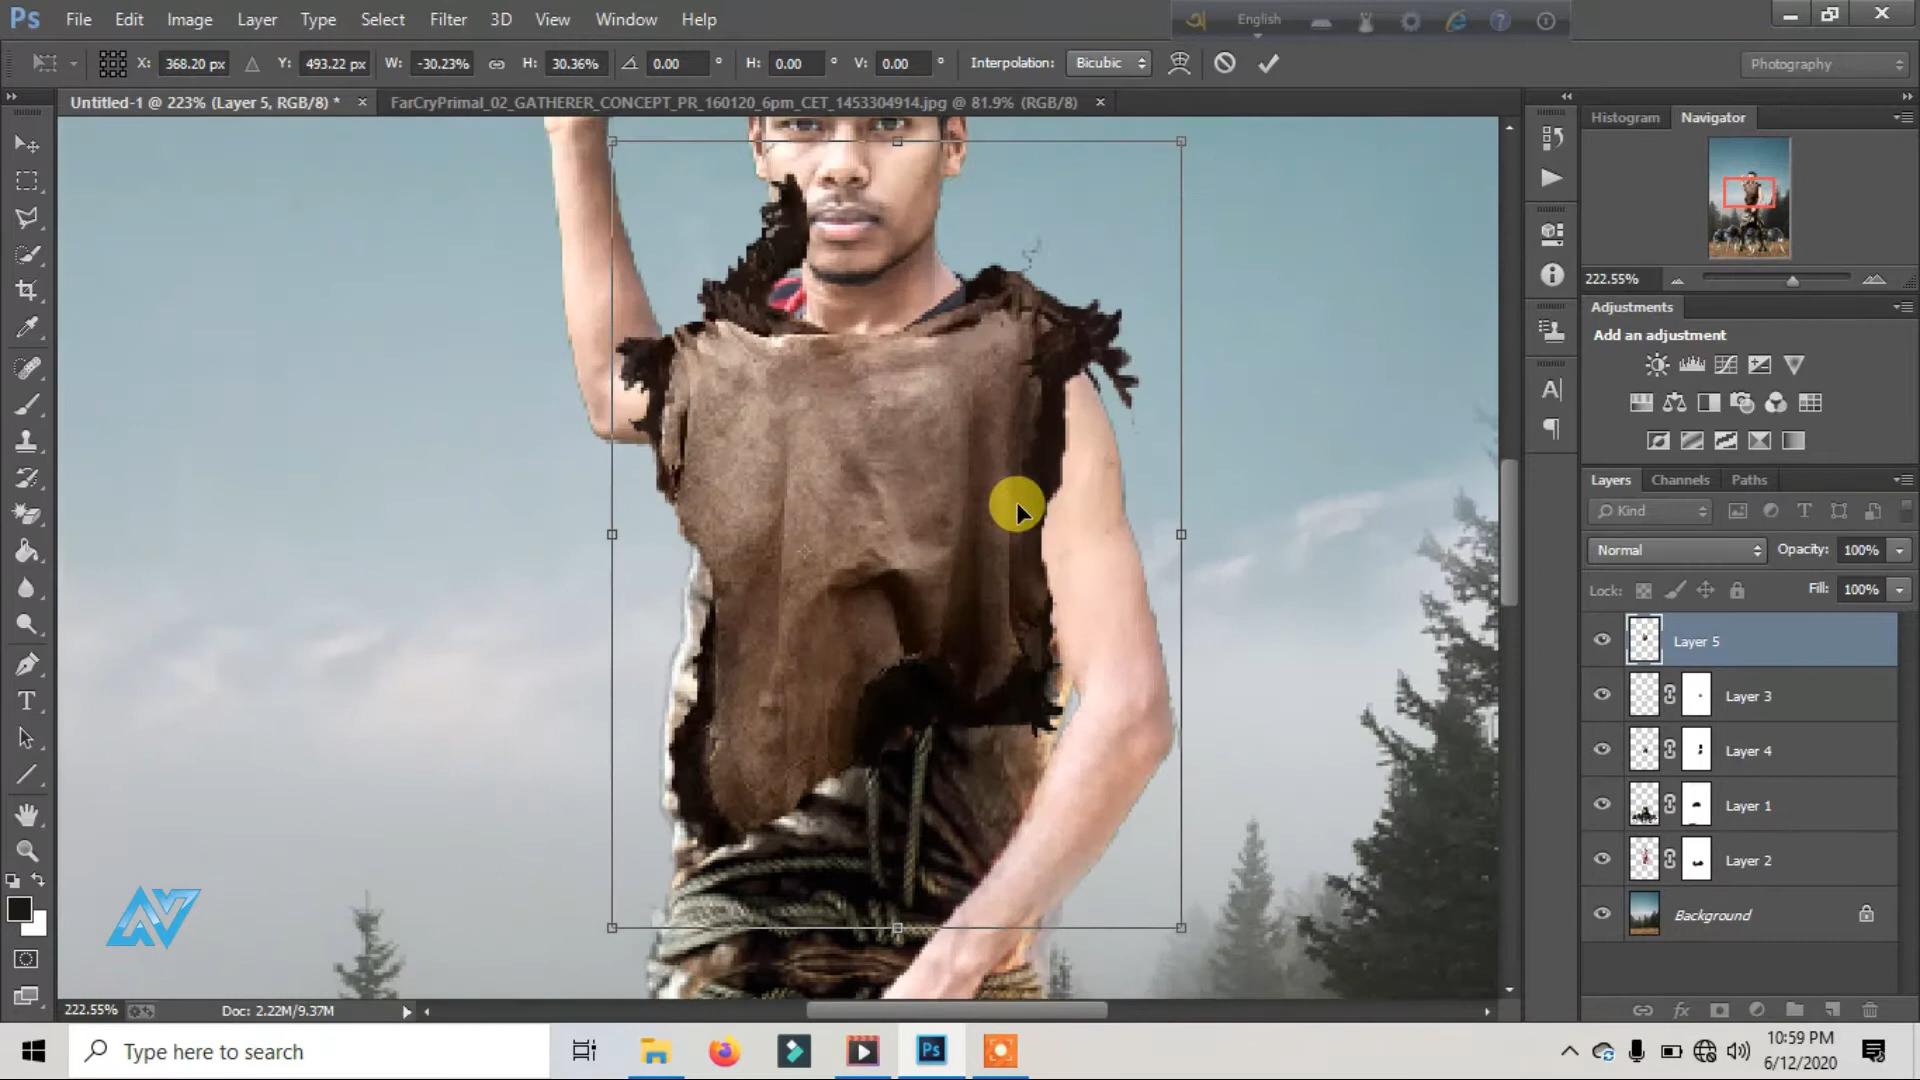 Ps File Edit Image Layer Type Select Filter 3D View Window Help
অ English
X: 368.20 px Y: 493.22 px W: -30.23% H: 30.36% 0.00 ° H: 0.00 ° V: 0.00 ° Interpolation: Bicubic Photography
Untitled-1 @ 223% (Layer 5, RGB/8) * × FarCryPrimal_02_GATHERER_CONCEPT_PR_160120_6pm_CET_1453304914.jpg @ 81.9% (RGB/8) ×
Histogram Navigator
222.55%
Adjustments
Add an adjustment
Layers Channels Paths
Kind
Normal Opacity: 100%
Lock: Fill: 100%
Layer 5
Layer 3
Layer 4
Layer 1
Layer 2
Background
222.55% Doc: 2.22M/9.37M
Type here to search
Ps
10:59 PM
6/12/2020